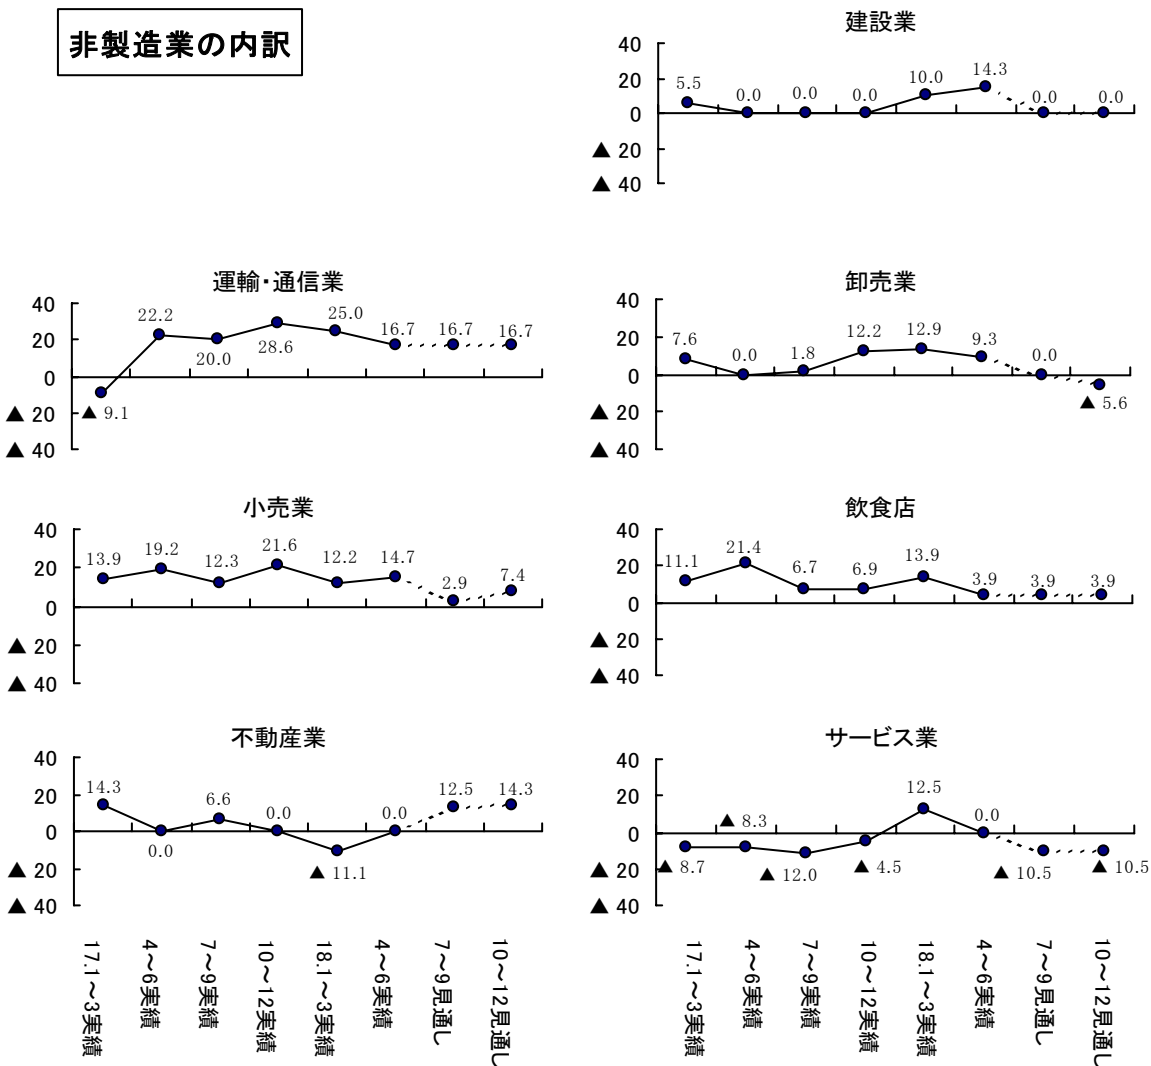 非製造業の内訳
建設業
40
20
0
▲ 20
▲ 40
5.5 0.0 0.0 0.0 10.0 14.3 0.0 0.0
運輸・通信業
40
20
0
▲ 20
▲ 40
▲ 9.1 22.2 20.0 28.6 25.0 16.7 16.7 16.7
卸売業
40
20
0
▲ 20
▲ 40
7.6 0.0 1.8 12.2 12.9 9.3 0.0 ▲ 5.6
小売業
40
20
0
▲ 20
▲ 40
13.9 19.2 12.3 21.6 12.2 14.7 2.9 7.4
飲食店
40
20
0
▲ 20
▲ 40
11.1 21.4 6.7 6.9 13.9 3.9 3.9 3.9
不動産業
40
20
0
▲ 20
▲ 40
14.3 0.0 6.6 0.0 ▲ 11.1 0.0 12.5 14.3
サービス業
40
20
0
▲ 20
▲ 40
▲ 8.7 ▲ 8.3 ▲ 12.0 ▲ 4.5 12.5 0.0 ▲ 10.5 ▲ 10.5
17.1～3実績
4～6実績
7～9実績
10～12実績
18.1～3実績
4～6実績
7～9見通し
10～12見通し
17.1～3実績
4～6実績
7～9実績
10～12実績
18.1～3実績
4～6実績
7～9見通し
10～12見通し